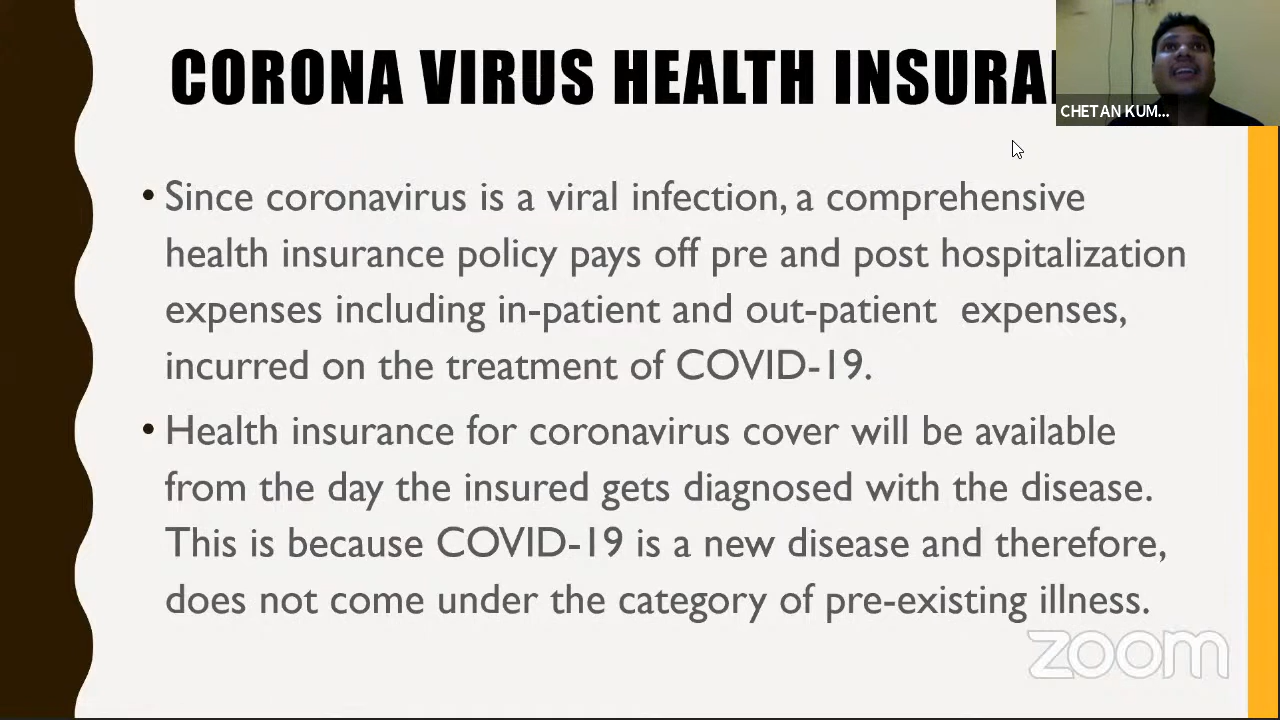 CORONA VIRUS HEALTH INSURA
CHETAN KUM...
• Since coronavirus is a viral infection, a comprehensive
health insurance policy pays off pre and post hospitalization
expenses including in-patient and out-patient expenses,
incurred on the treatment of COVID-19.
• Health insurance for coronavirus cover will be available
from the day the insured gets diagnosed with the disease.
This is because COVID-19 is a new disease and therefore,
does not come under the category of pre-existing illness.
zoom